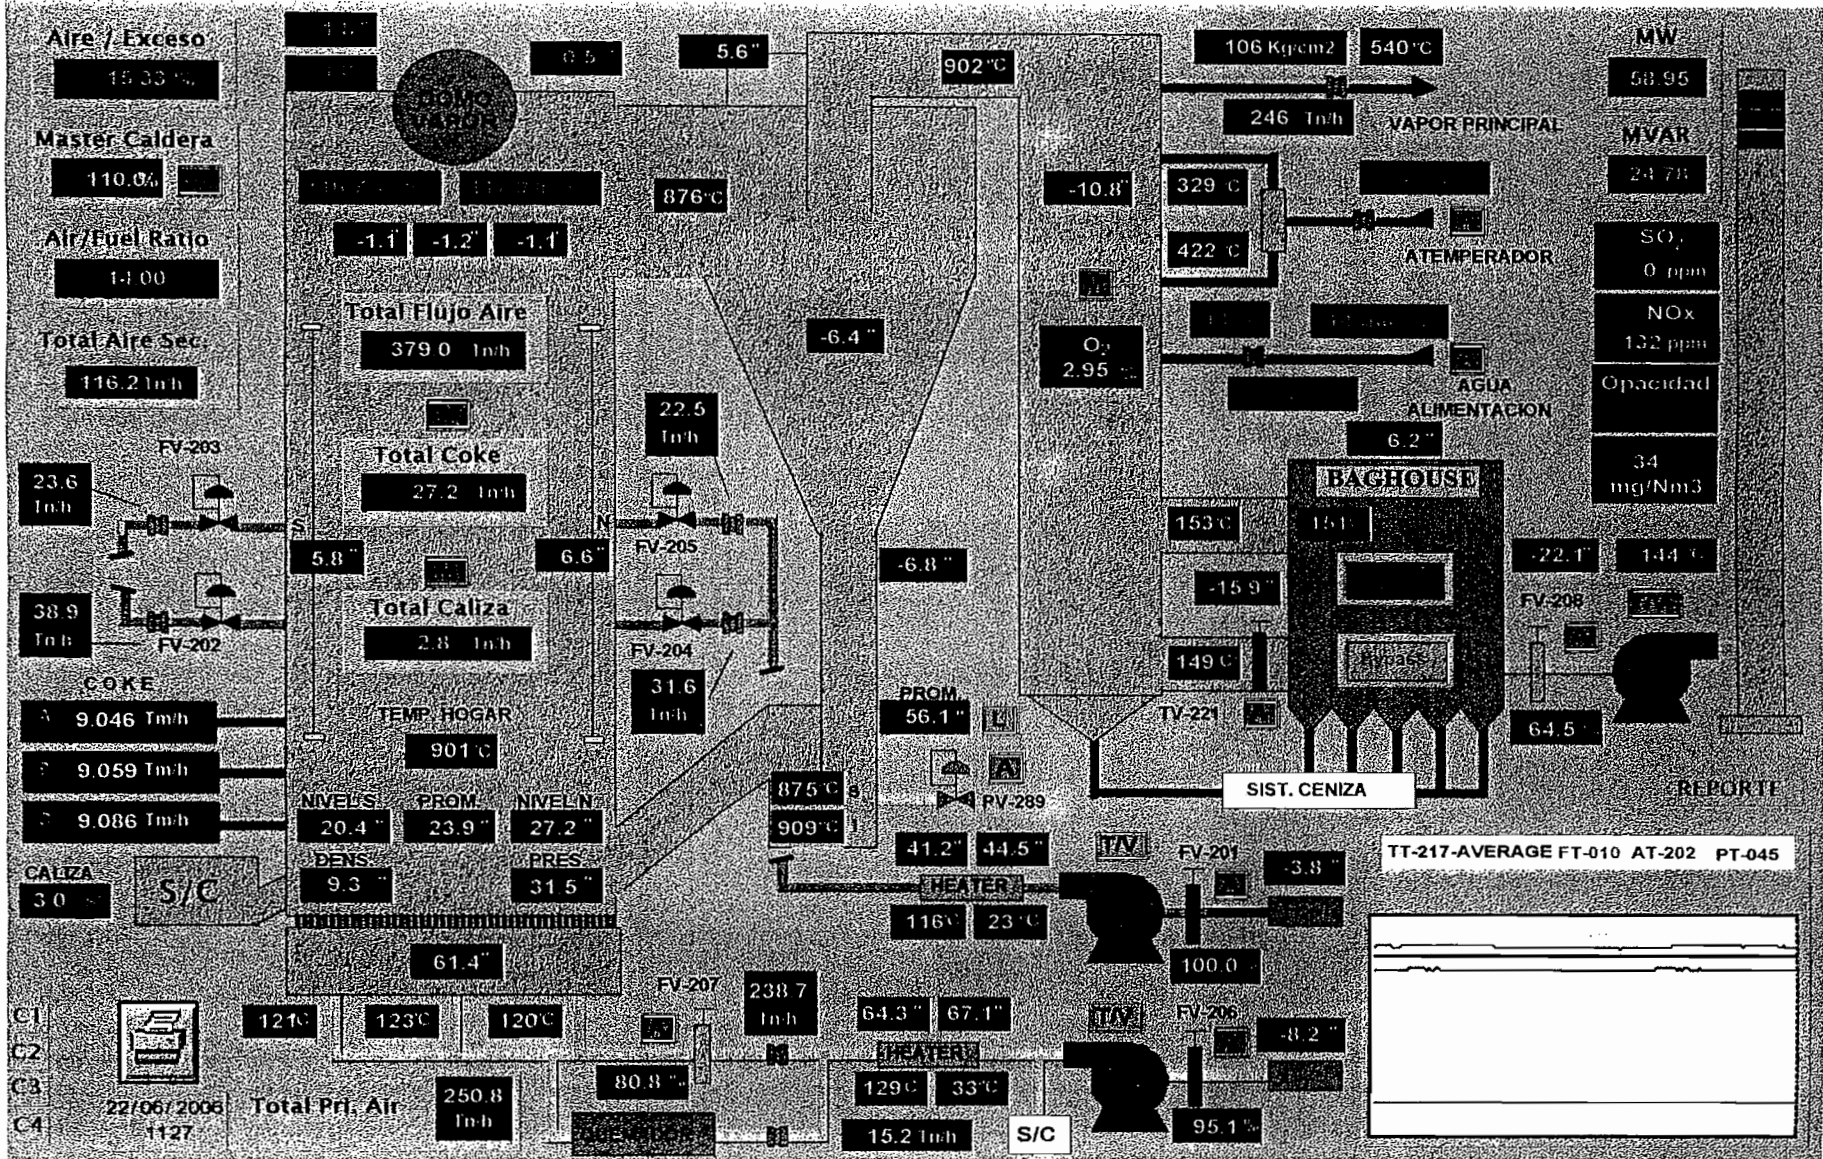 Aire / Exceso
15.33 %
Master Caldera
110.0%
Air/Fuel Ratio
14.00
Total Aire Sec.
116.2 Tn/h
FV-203
23.6
Tn/h
38.9
Tn/h
FV-202
COKE
A 9.046 Tm/h
9.059 Tm/h
9.086 Tm/h
CALIZA
3.0
S/C
C1
C2
C3
C4
22/06/2006
1127
0.5
DOMO
VAPOR
-1.1"
-1.2"
-1.1"
Total Flujo Aire
379.0 Tn/h
Total Coke
27.2 Tn/h
Total Caliza
2.8 Tn/h
S
N
5.8"
6.6"
TEMP. HOGAR
901°C
NIVEL S.
PROM.
NIVEL N.
20.4"
23.9"
27.2"
DENS.
PRES.
9.3"
31.5"
61.4"
121°C
123°C
120°C
Total Pri. Air
250.8
Tn/h
5.6"
876°C
902°C
-6.4"
22.5
Tn/h
FV-205
FV-204
31.6
Tn/h
-6.8"
875°C
909°C
PROM.
56.1"
L
A
PV-289
41.2"
44.5"
HEATER
116°C
23°C
T/V
FV-201
-3.8"
100.0
FV-207
238.7
Tn/h
80.8 %
64.3"
67.1"
HEATER
129°C
33°C
15.2 Tn/h
S/C
T/V
FV-206
-8.2"
95.1%
QUEMADOR
106 Kg/cm2
540°C
246 Tn/h
VAPOR PRINCIPAL
-10.8"
329°C
422°C
ATEMPERADOR
O2
2.95 %
AGUA
ALIMENTACION
6.2"
BAGHOUSE
153°C
151
-15.9"
149°C
TV-221
Bypass
-22.1"
144°C
FV-208
T/V
64.5
SIST. CENIZA
MW
58.95
MVAR
24.78
SO2
0 ppm
NOx
132 ppm
Opacidad
34
mg/Nm3
REPORTE
TT-217-AVERAGE FT-010 AT-202 PT-045